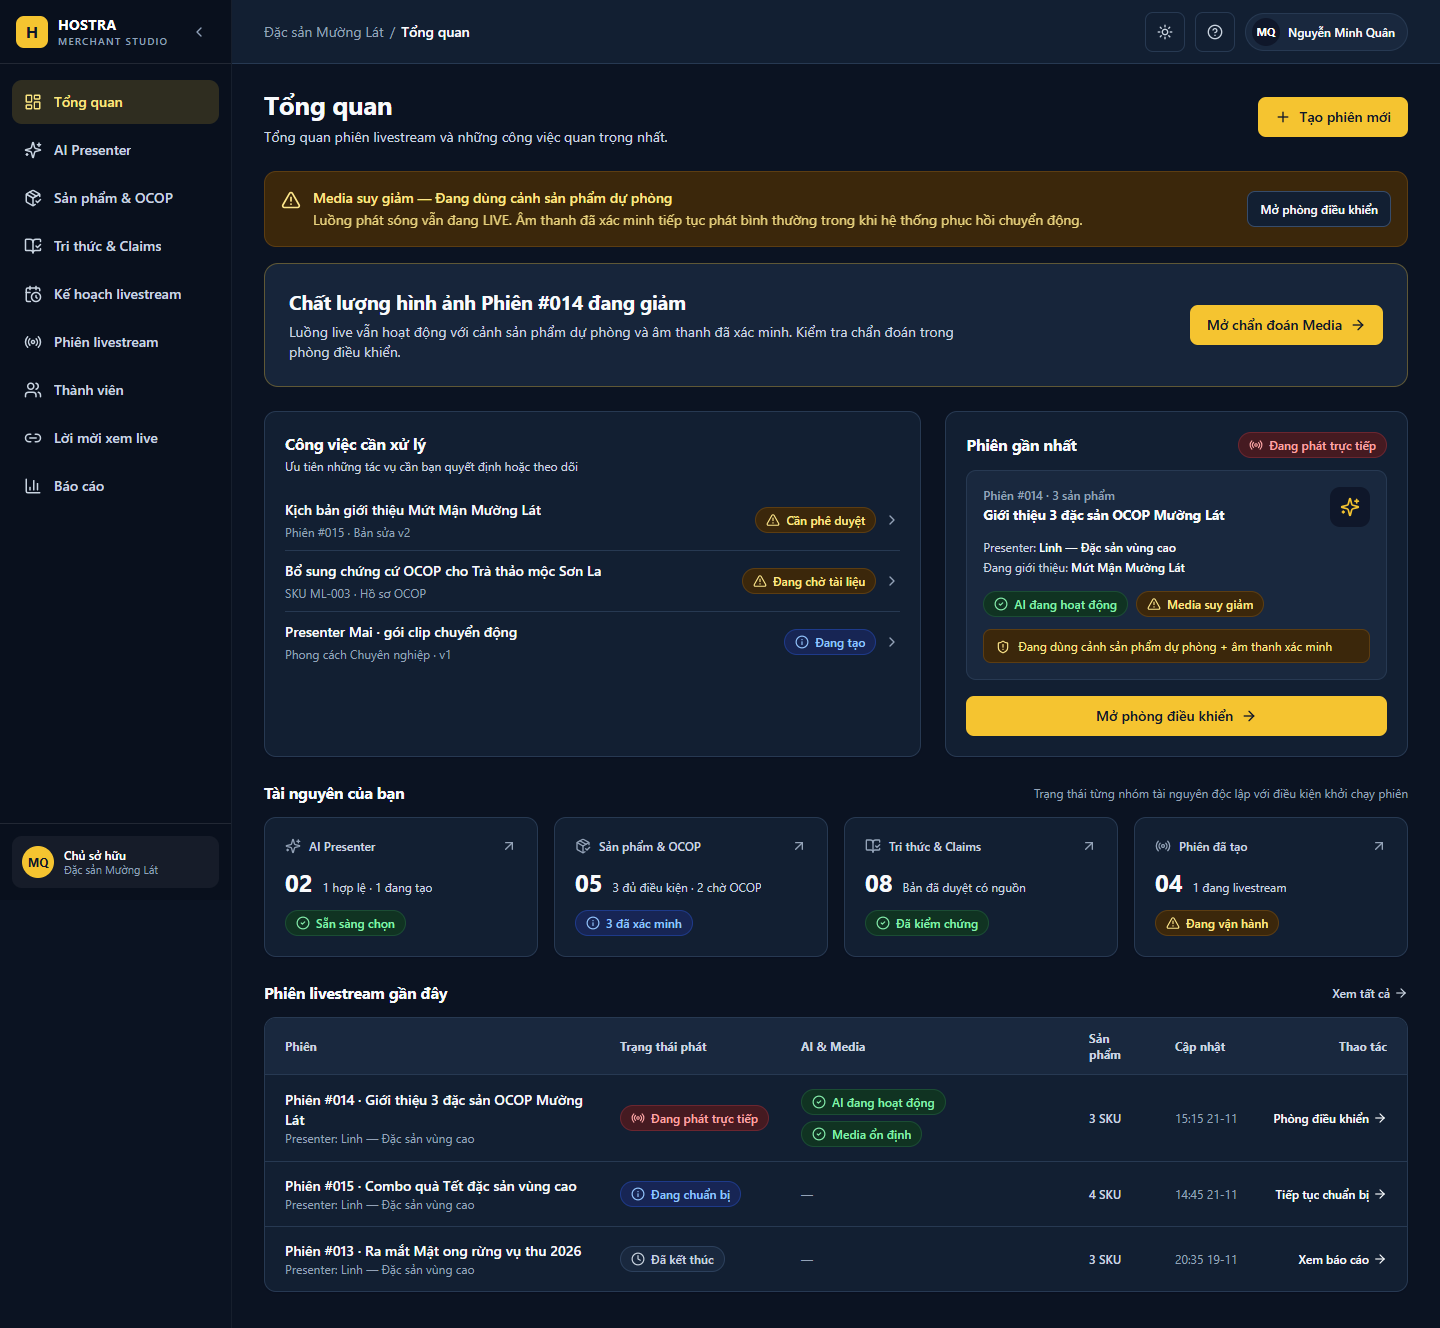 H
HOSTRA
MERCHANT STUDIO
Đặc sản Mường Lát / Tổng quan
MQ Nguyễn Minh Quân
Tổng quan
AI Presenter
Sản phẩm & OCOP
Tri thức & Claims
Kế hoạch livestream
Phiên livestream
Thành viên
Lời mời xem live
Báo cáo
MQ
Chủ sở hữu
Đặc sản Mường Lát
Tổng quan
Tổng quan phiên livestream và những công việc quan trọng nhất.
Tạo phiên mới
Media suy giảm — Đang dùng cảnh sản phẩm dự phòng
Luồng phát sóng vẫn đang LIVE. Âm thanh đã xác minh tiếp tục phát bình thường trong khi hệ thống phục hồi chuyển động.
Mở phòng điều khiển
Chất lượng hình ảnh Phiên #014 đang giảm
Luồng live vẫn hoạt động với cảnh sản phẩm dự phòng và âm thanh đã xác minh. Kiểm tra chẩn đoán trong
phòng điều khiển.
Mở chẩn đoán Media
Công việc cần xử lý
Ưu tiên những tác vụ cần bạn quyết định hoặc theo dõi
Kịch bản giới thiệu Mứt Mận Mường Lát
Phiên #015 · Bản sửa v2
Cần phê duyệt
Bổ sung chứng cứ OCOP cho Trà thảo mộc Sơn La
SKU ML-003 · Hồ sơ OCOP
Đang chờ tài liệu
Presenter Mai · gói clip chuyển động
Phong cách Chuyên nghiệp · v1
Đang tạo
Phiên gần nhất
Đang phát trực tiếp
Phiên #014 · 3 sản phẩm
Giới thiệu 3 đặc sản OCOP Mường Lát
Presenter: Linh — Đặc sản vùng cao
Đang giới thiệu: Mứt Mận Mường Lát
AI đang hoạt động
Media suy giảm
Đang dùng cảnh sản phẩm dự phòng + âm thanh xác minh
Mở phòng điều khiển
Tài nguyên của bạn
Trạng thái từng nhóm tài nguyên độc lập với điều kiện khởi chạy phiên
AI Presenter
02 1 hợp lệ · 1 đang tạo
Sẵn sàng chọn
Sản phẩm & OCOP
05 3 đủ điều kiện · 2 chờ OCOP
3 đã xác minh
Tri thức & Claims
08 Bản đã duyệt có nguồn
Đã kiểm chứng
Phiên đã tạo
04 1 đang livestream
Đang vận hành
Phiên livestream gần đây
Xem tất cả
Phiên
Trạng thái phát
AI & Media
Sản
phẩm
Cập nhật
Thao tác
Phiên #014 · Giới thiệu 3 đặc sản OCOP Mường
Lát
Presenter: Linh — Đặc sản vùng cao
Đang phát trực tiếp
AI đang hoạt động
Media ổn định
3 SKU
15:15 21-11
Phòng điều khiển
Phiên #015 · Combo quà Tết đặc sản vùng cao
Presenter: Linh — Đặc sản vùng cao
Đang chuẩn bị
—
4 SKU
14:45 21-11
Tiếp tục chuẩn bị
Phiên #013 · Ra mắt Mật ong rừng vụ thu 2026
Presenter: Linh — Đặc sản vùng cao
Đã kết thúc
—
3 SKU
20:35 19-11
Xem báo cáo